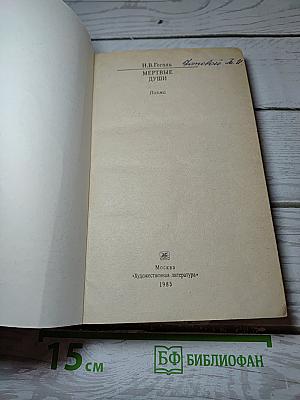 Н.В.Гоголь
МЕРТВЫЕ
ДУШИ
Поэма
Москва
«Художественная литература»
1985
15 см
БФ БИБЛИОФАН